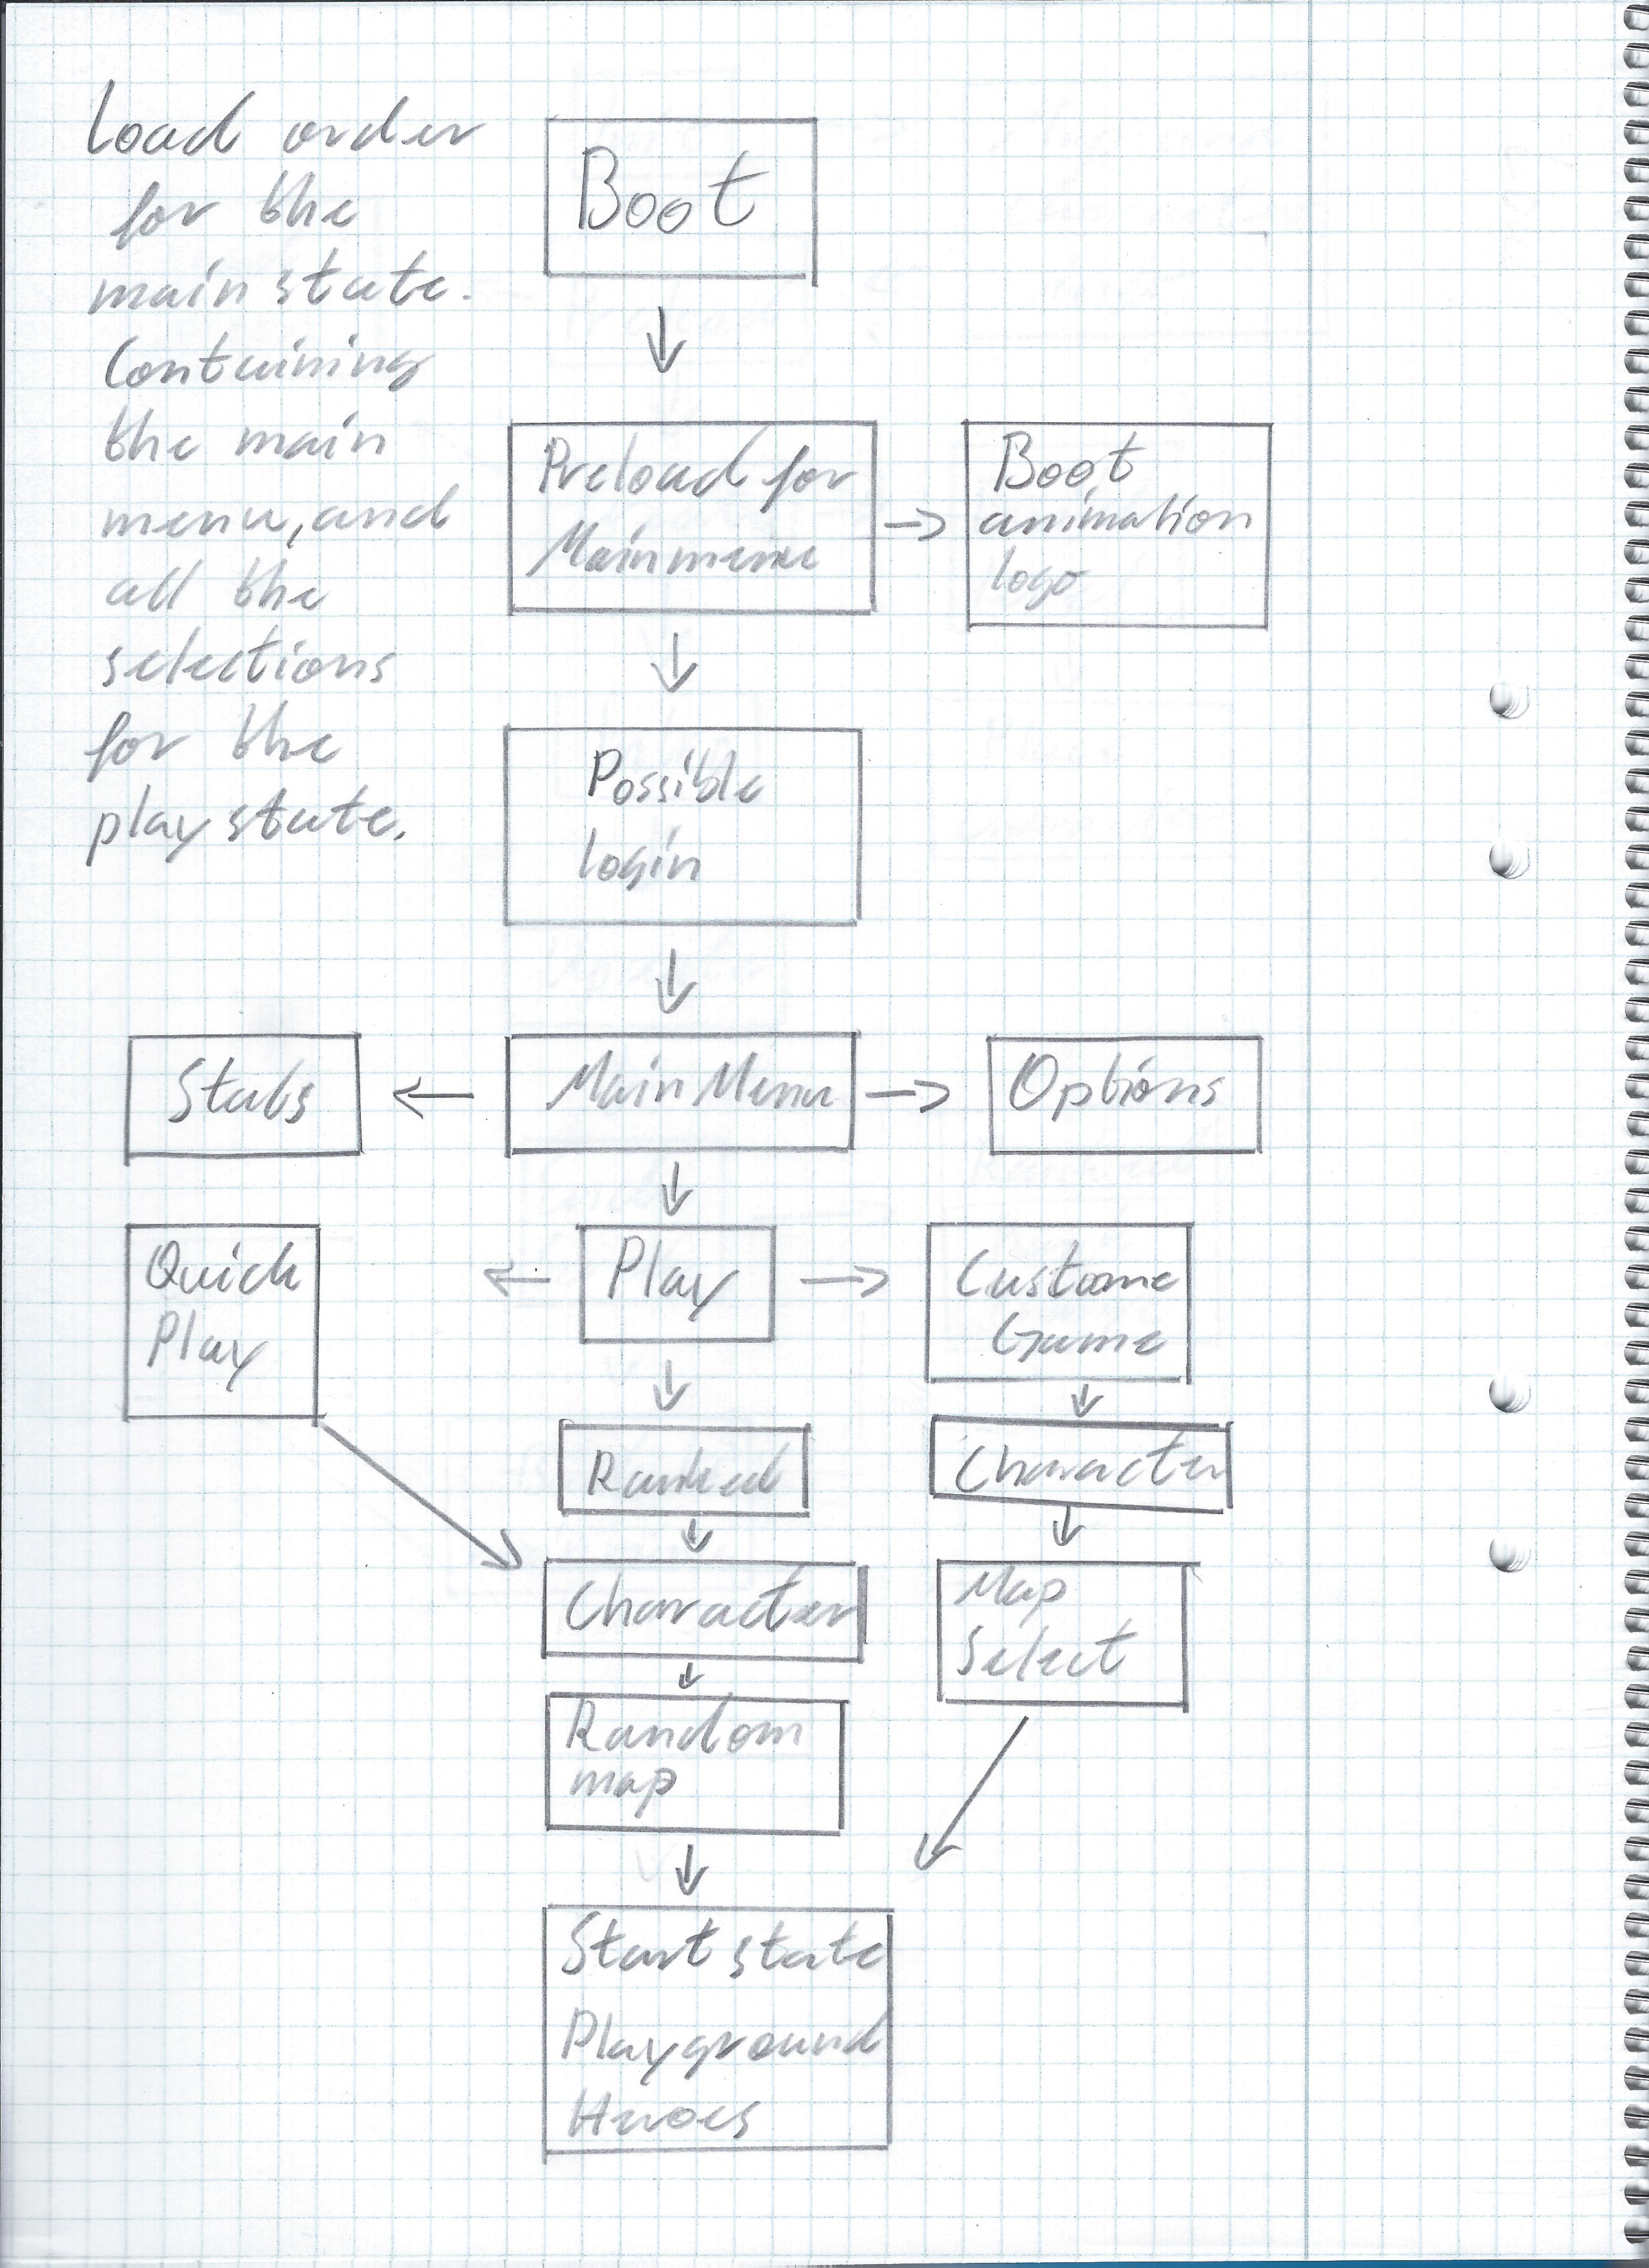 Load order
for the
main state.
Containing
the main
menu, and
all the
selections
for the
play state.
Boot
Preload for
Main menu
Boot
animation
logo
Possible
login
Stats
Main Menu
Options
Quick
Play
Play
Custome
Game
Ranked
Character
Character
Map
Select
Random
map
Start state
Playground
Heroes